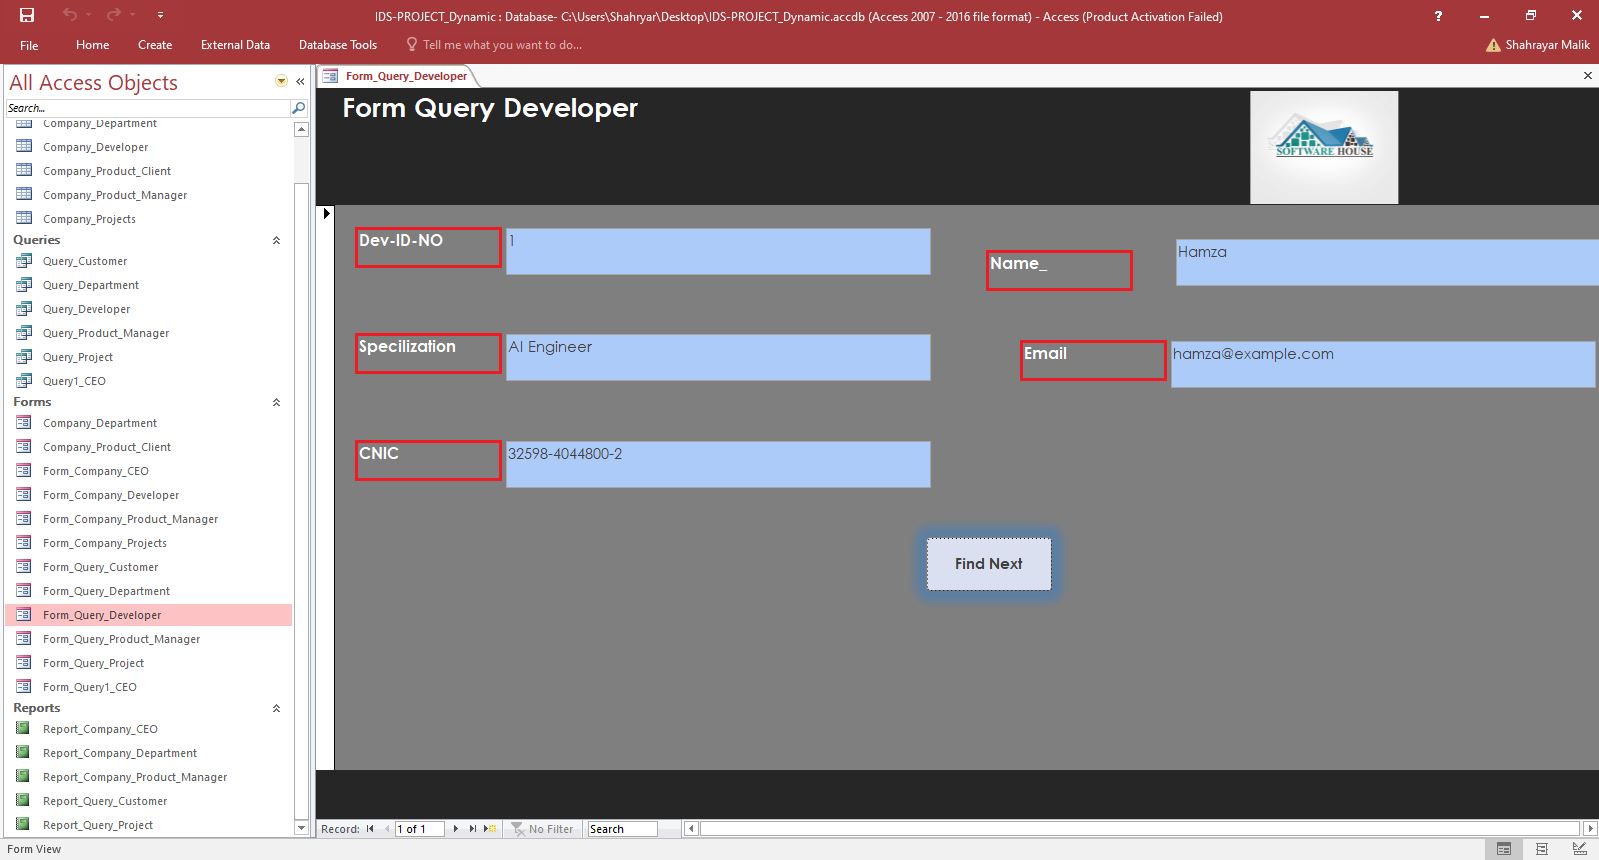 IDS-PROJECT_Dynamic : Database- C:\Users\Shahryar\Desktop\IDS-PROJECT_Dynamic.accdb (Access 2007 - 2016 file format) - Access (Product Activation Failed)
?
File Home Create External Data Database Tools Tell me what you want to do... Shahrayar Malik
All Access Objects
Search...
Company_Department
Company_Developer
Company_Product_Client
Company_Product_Manager
Company_Projects
Queries
Query_Customer
Query_Department
Query_Developer
Query_Product_Manager
Query_Project
Query1_CEO
Forms
Company_Department
Company_Product_Client
Form_Company_CEO
Form_Company_Developer
Form_Company_Product_Manager
Form_Company_Projects
Form_Query_Customer
Form_Query_Department
Form_Query_Developer
Form_Query_Product_Manager
Form_Query_Project
Form_Query1_CEO
Reports
Report_Company_CEO
Report_Company_Department
Report_Company_Product_Manager
Report_Query_Customer
Report_Query_Project
Form_Query_Developer
Form Query Developer
SOFTWARE HOUSE
Dev-ID-NO 1
Name_ Hamza
Specilization AI Engineer
Email hamza@example.com
CNIC 32598-4044800-2
Find Next
Record: 1 of 1 No Filter Search
Form View